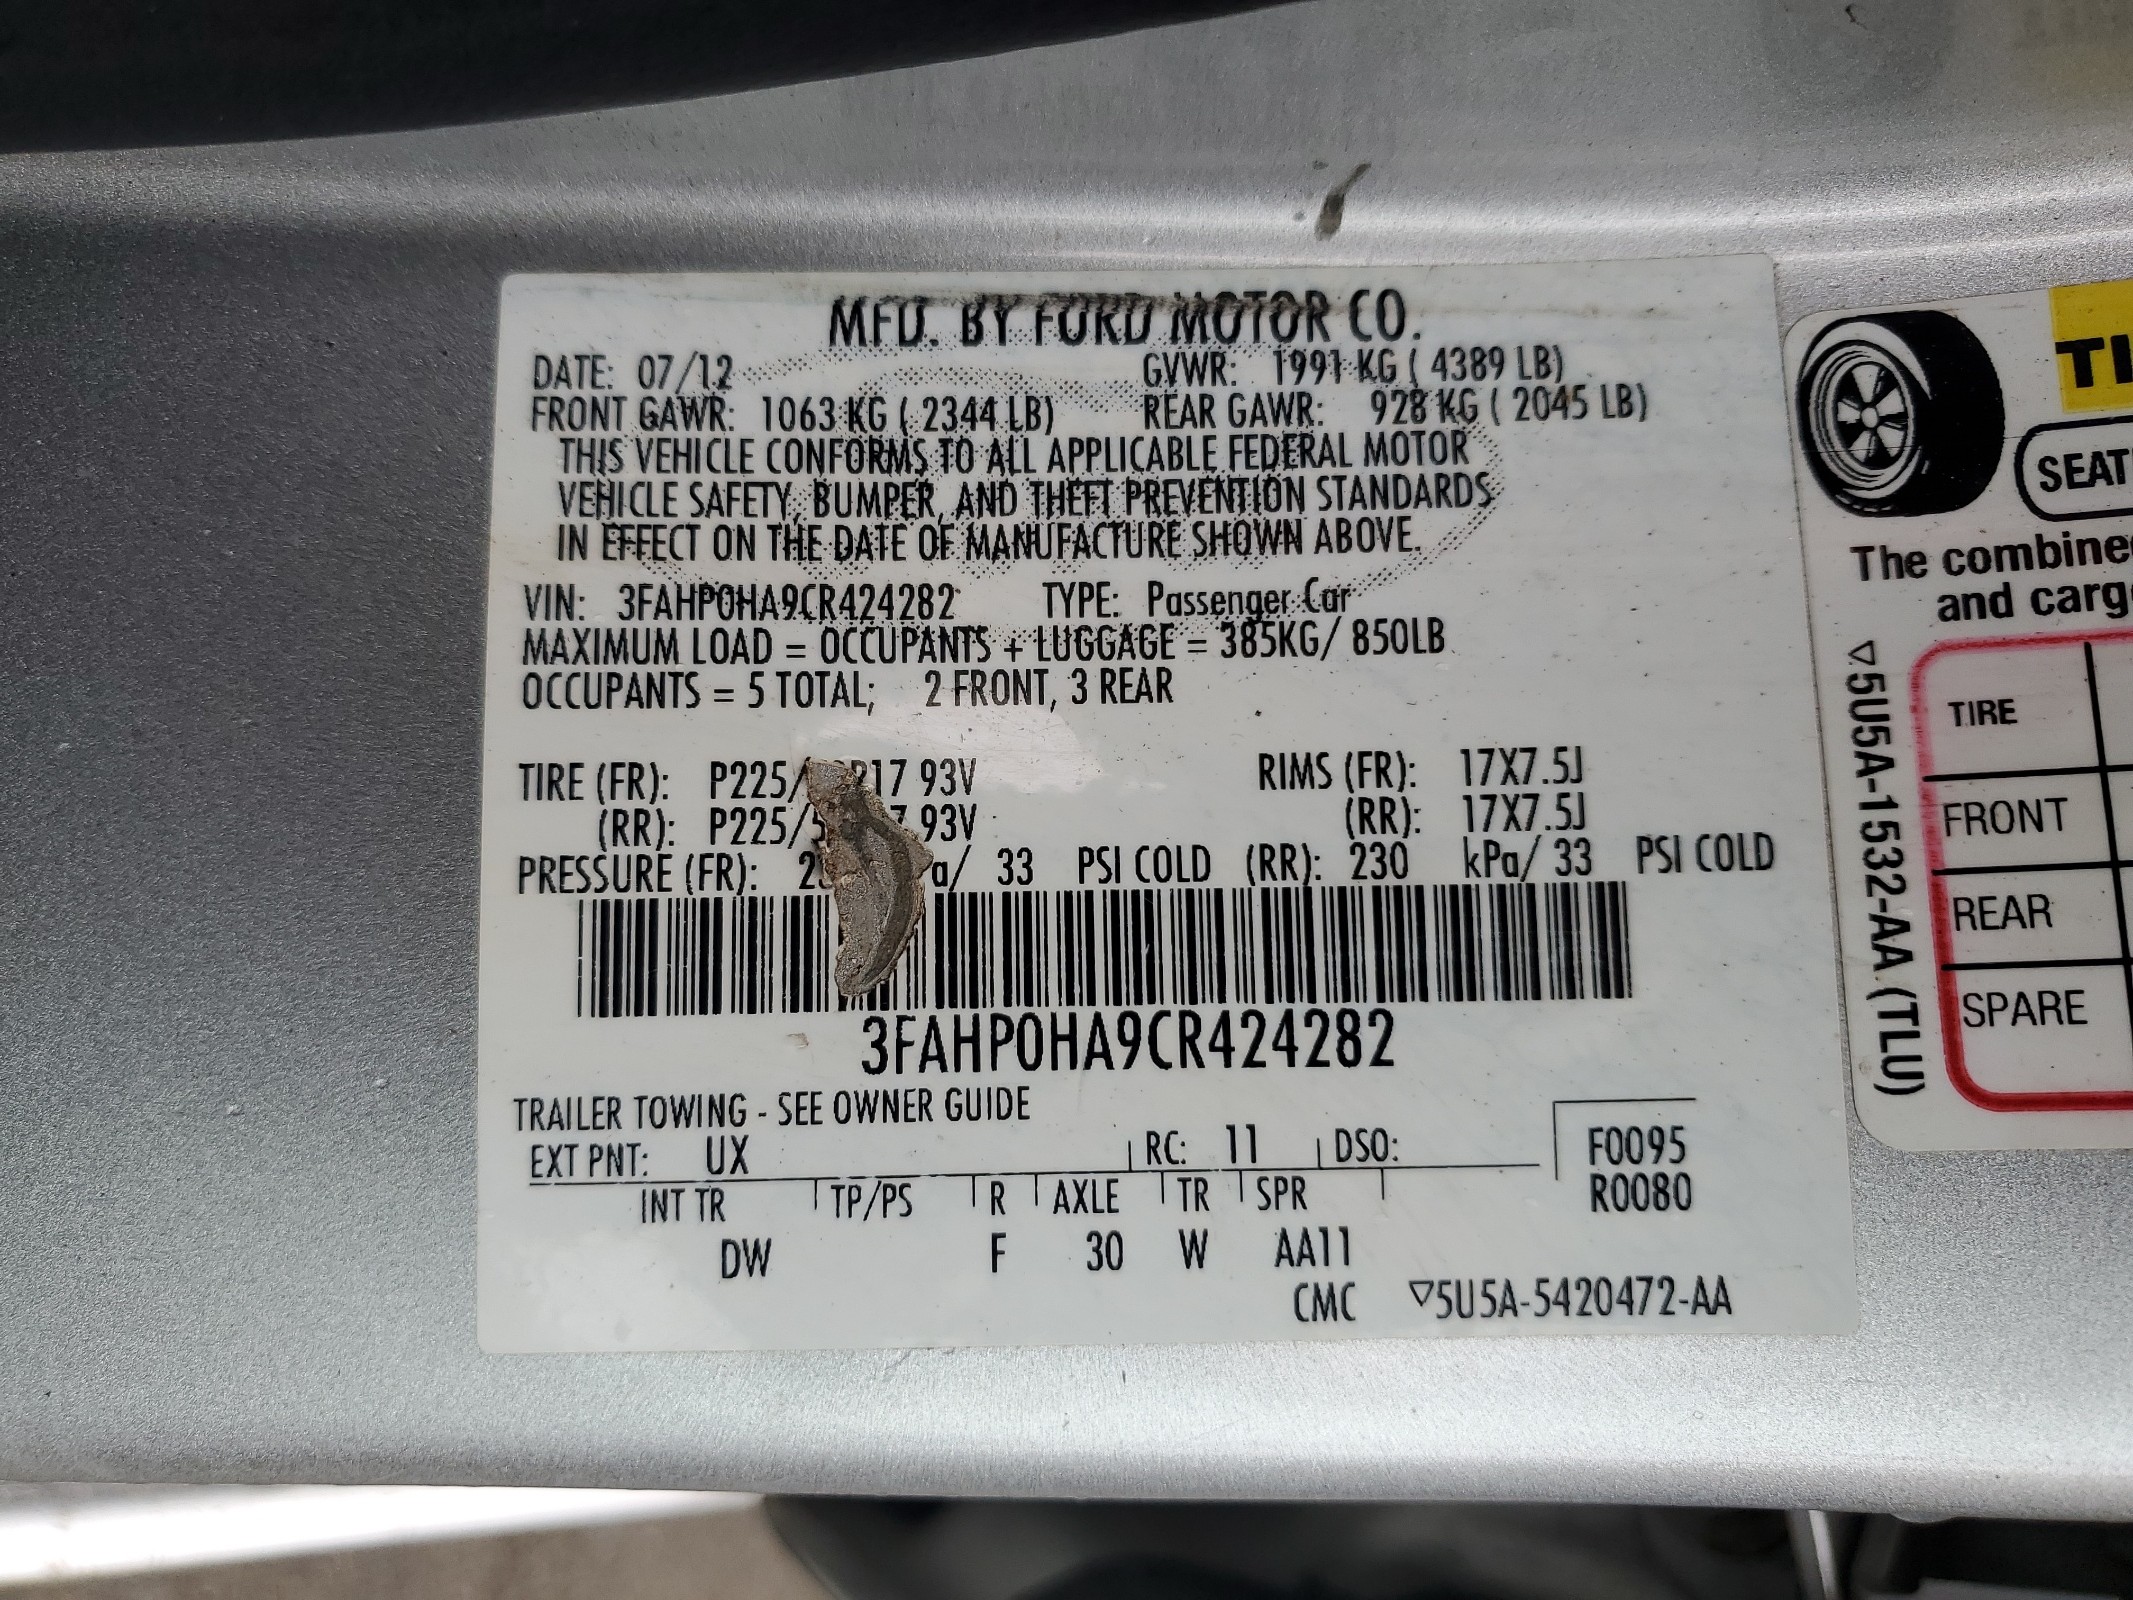 MFD. BY FORD MOTOR CO.
DATE: 07/12 GVWR: 1991 KG ( 4389 LB)
FRONT GAWR: 1063 KG ( 2344 LB) REAR GAWR: 928 KG ( 2045 LB)
THIS VEHICLE CONFORMS TO ALL APPLICABLE FEDERAL MOTOR
VEHICLE SAFETY, BUMPER, AND THEFT PREVENTION STANDARDS
IN EFFECT ON THE DATE OF MANUFACTURE SHOWN ABOVE.
VIN: 3FAHP0HA9CR424282 TYPE: Passenger Car
MAXIMUM LOAD = OCCUPANTS + LUGGAGE = 385KG/ 850LB
OCCUPANTS = 5 TOTAL; 2 FRONT, 3 REAR
TIRE (FR): 93V RIMS (FR): 17X7.5J
(RR): 93V (RR): 17X7.5J
PRESSURE (FR): 33 PSI COLD (RR): 230 kPa/ 33 PSI COLD
3FAHP0HA9CR424282
TRAILER TOWING - SEE OWNER GUIDE
EXT PNT: UX RC: 11 DSO: F0095
INT TR TP/PS R AXLE TR SPR R0080
DW F 30 W AA11
CMC ▽5U5A-5420472-AA
TI
SEAT
The combine
and carg
TIRE
FRONT
REAR
SPARE
▽5U5A-1532-AA (TLU)